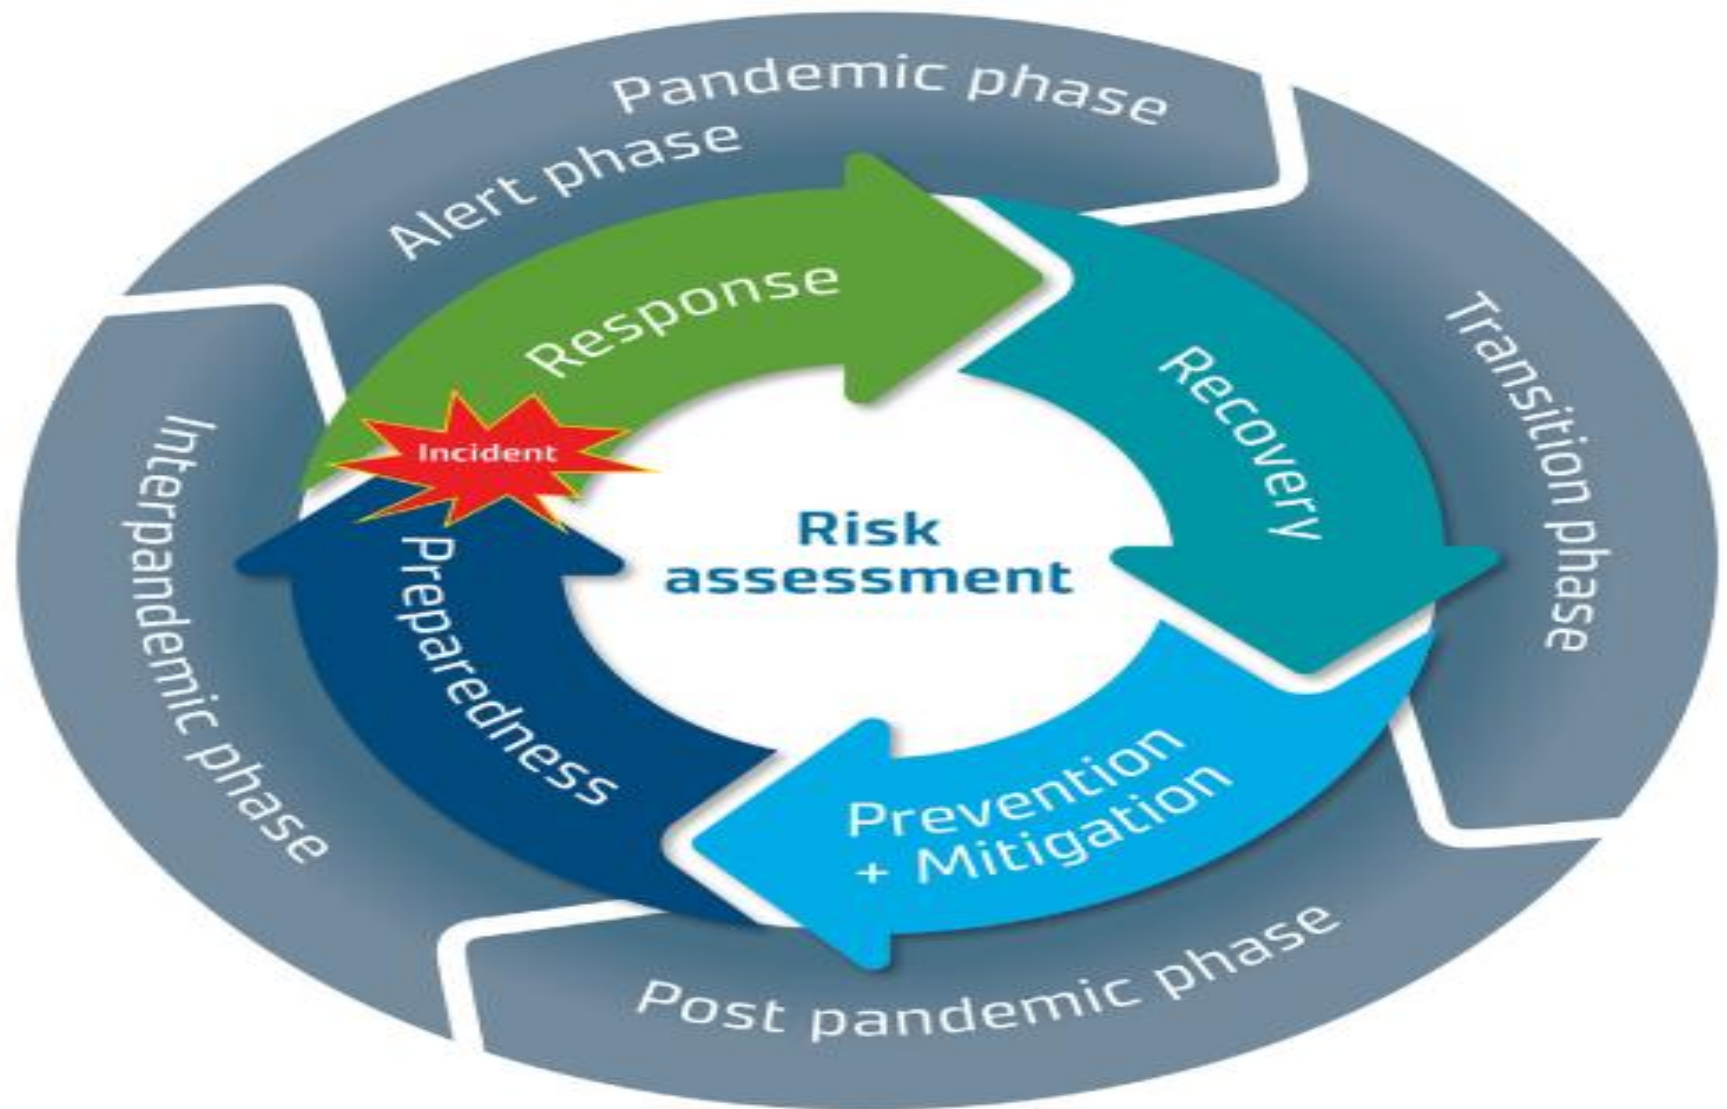 Pandemic phase
Alert phase
Response
Incident
Recovery
Transition phase
Risk
assessment
Interpandemic phase
Preparedness
Prevention
+ Mitigation
Post pandemic phase